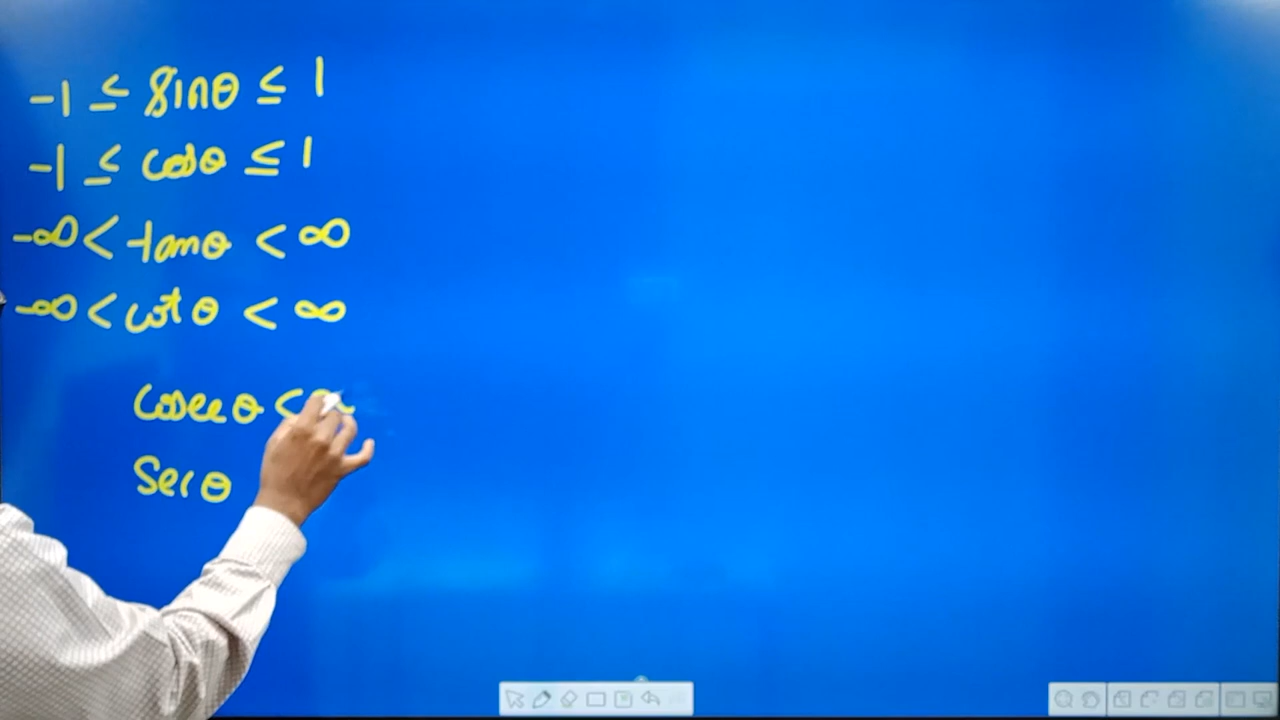 -1 ≤ sinθ ≤ 1
-1 ≤ cosθ ≤ 1
-∞ < tanθ < ∞
-∞ < cotθ < ∞
cosecθ <
secθ